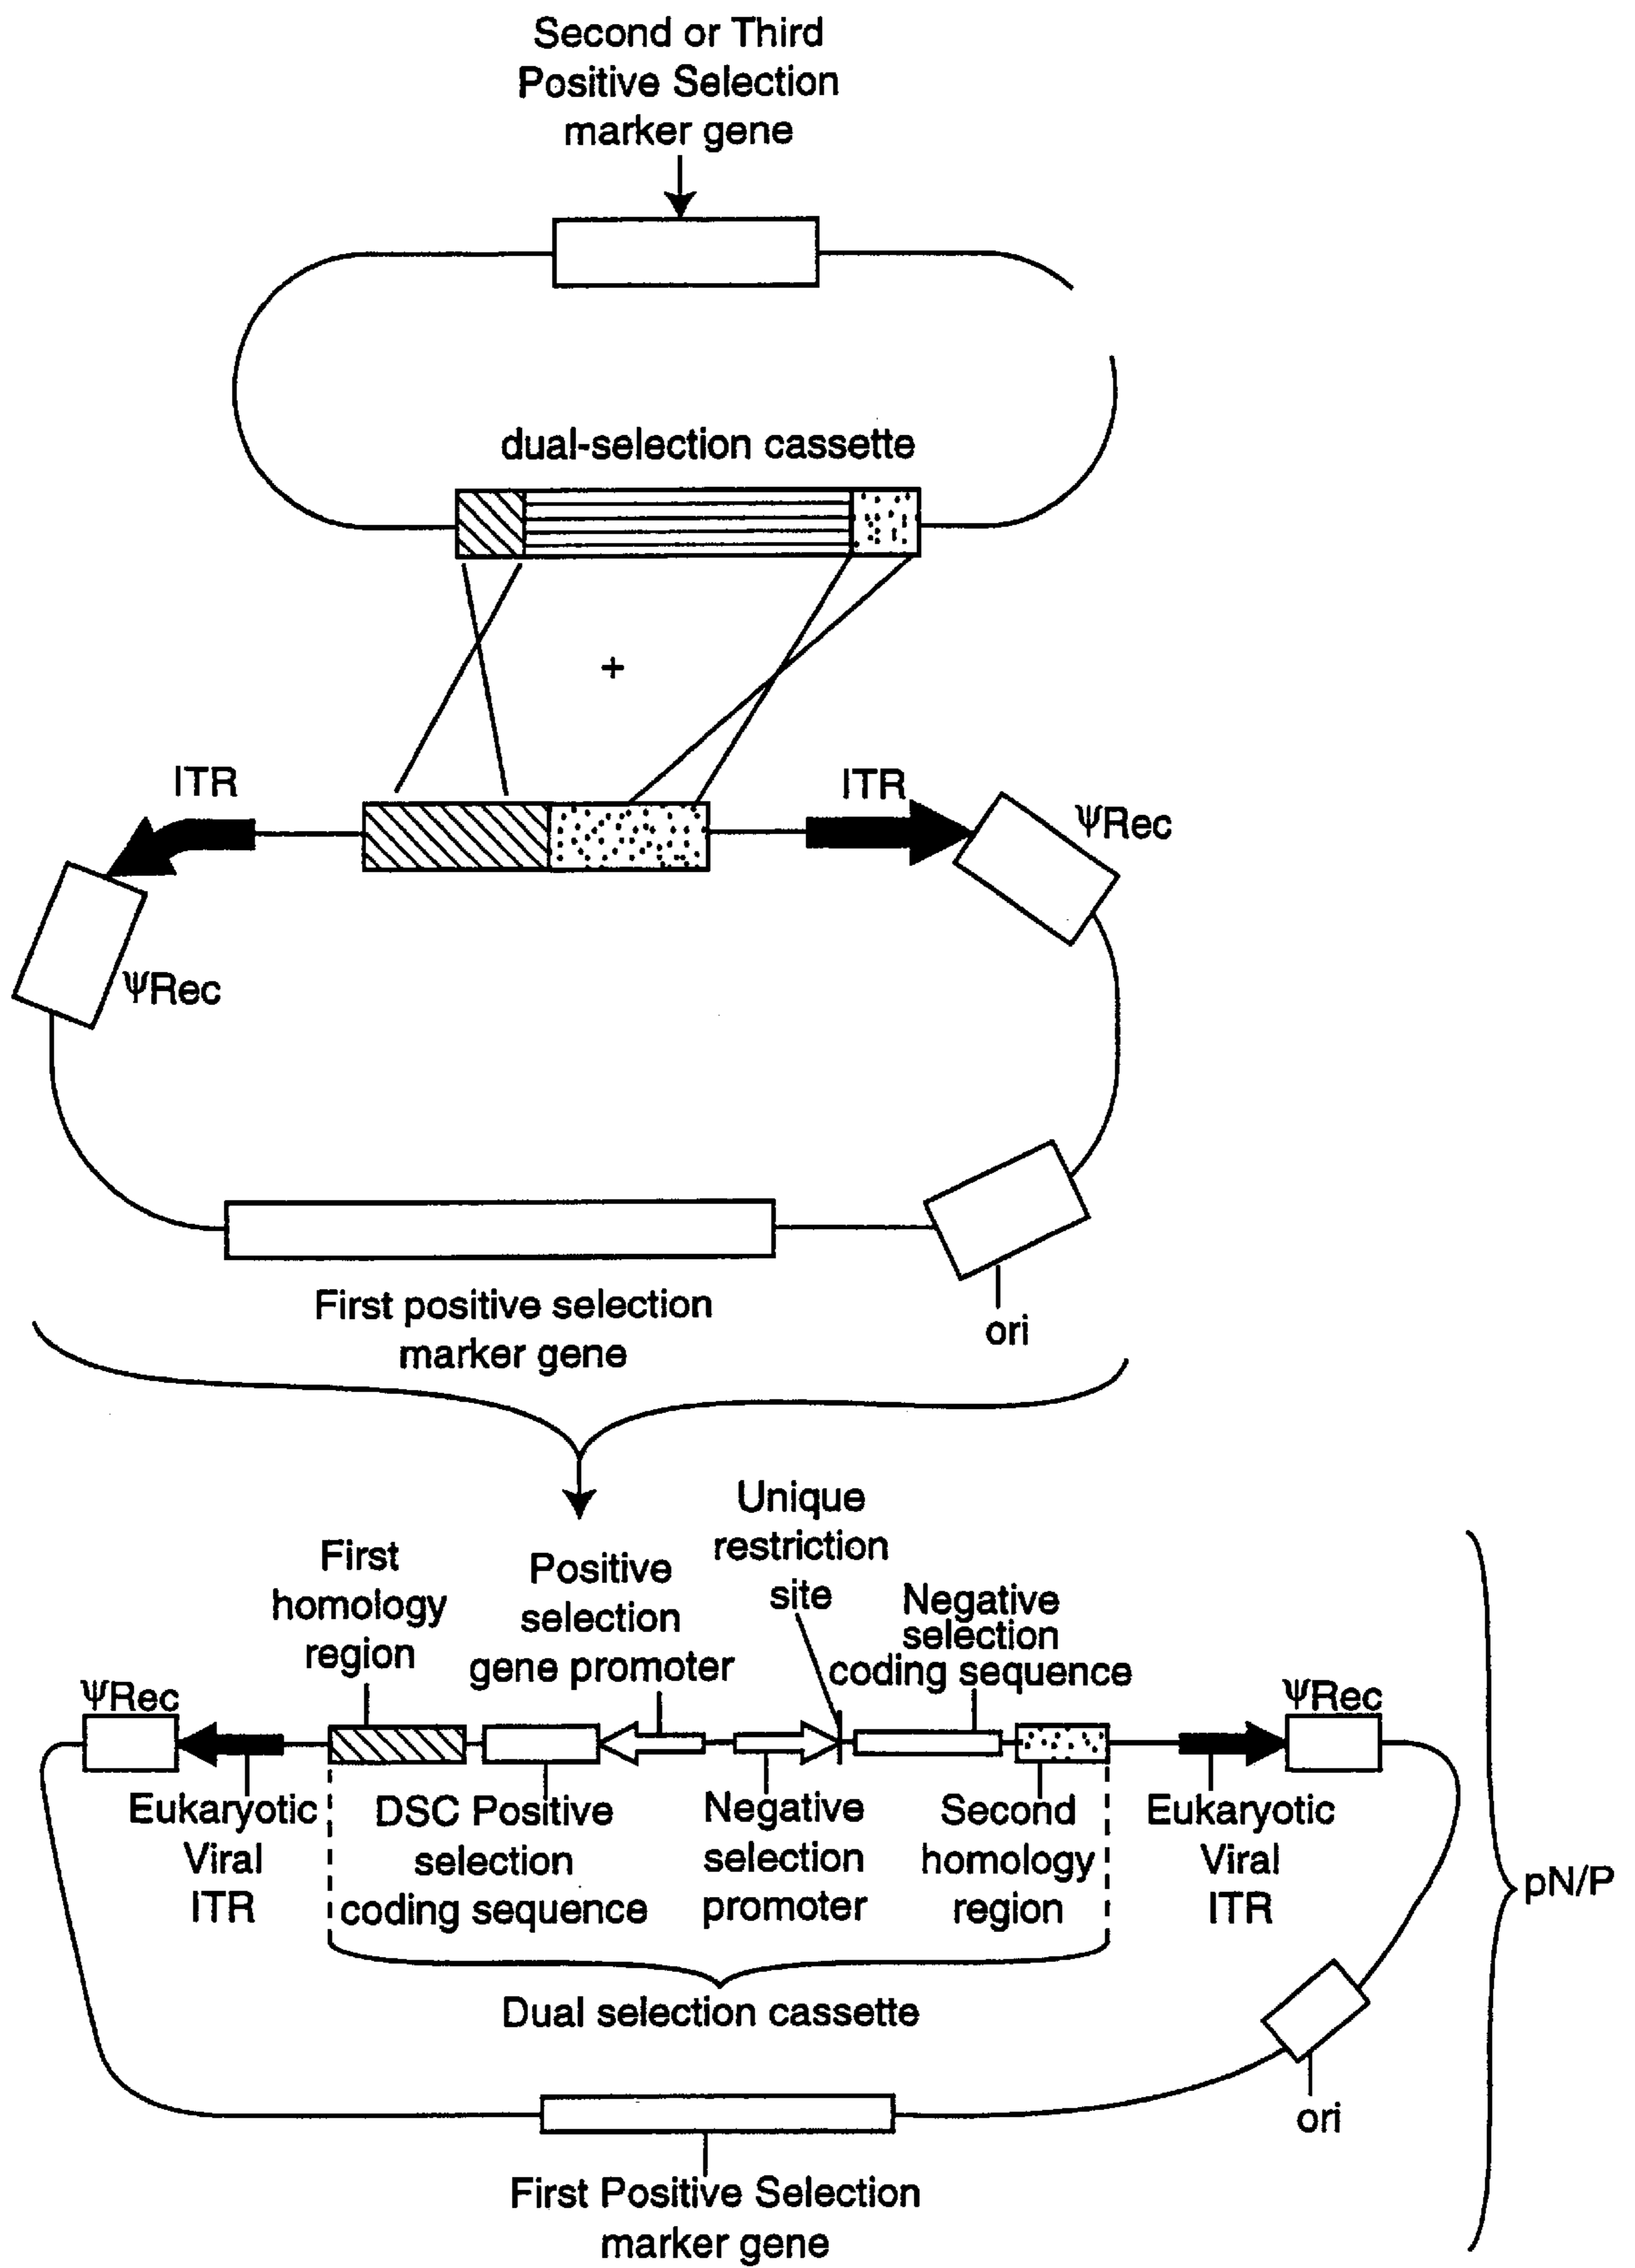 Second or Third
Positive Selection
marker gene
dual-selection cassette
+
ITR
ITR
ΨRec
ΨRec
First positive selection
marker gene
ori
Unique
restriction
site
First
homology
region
Positive
selection
gene promoter
Negative
selection
coding sequence
ΨRec
ΨRec
Eukaryotic
Viral
ITR
DSC Positive
selection
coding sequence
Negative
selection
promoter
Second
homology
region
Eukaryotic
Viral
ITR
pN/P
Dual selection cassette
ori
First Positive Selection
marker gene